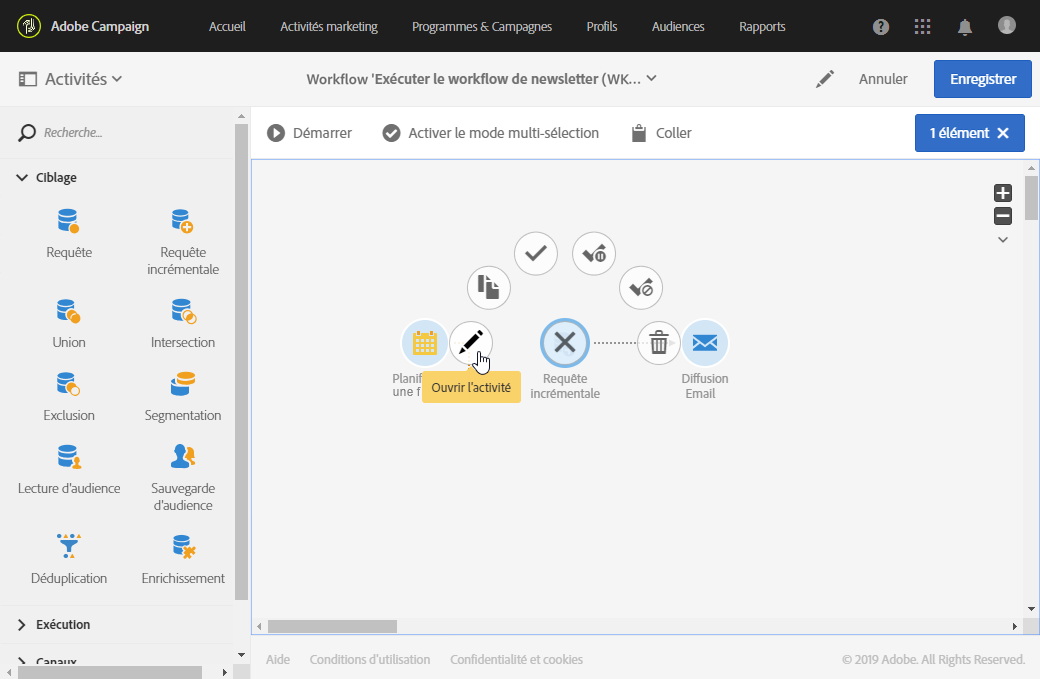 Adobe Campaign Accueil Activités marketing Programmes & Campagnes Profils Audiences Rapports
Activités Workflow 'Exécuter le workflow de newsletter (WK... Annuler Enregistrer
Recherche... Démarrer Activer le mode multi-sélection Coller 1 élément
Ciblage
Requête
Requête
incrémentale
Union
Intersection
Exclusion
Segmentation
Lecture d'audience
Sauvegarde
d'audience
Déduplication
Enrichissement
Exécution
Canaux
Planif
une f
Ouvrir l'activité
Requête
incrémentale
Diffusion
Email
Aide Conditions d'utilisation Confidentialité et cookies © 2019 Adobe. All Rights Reserved.